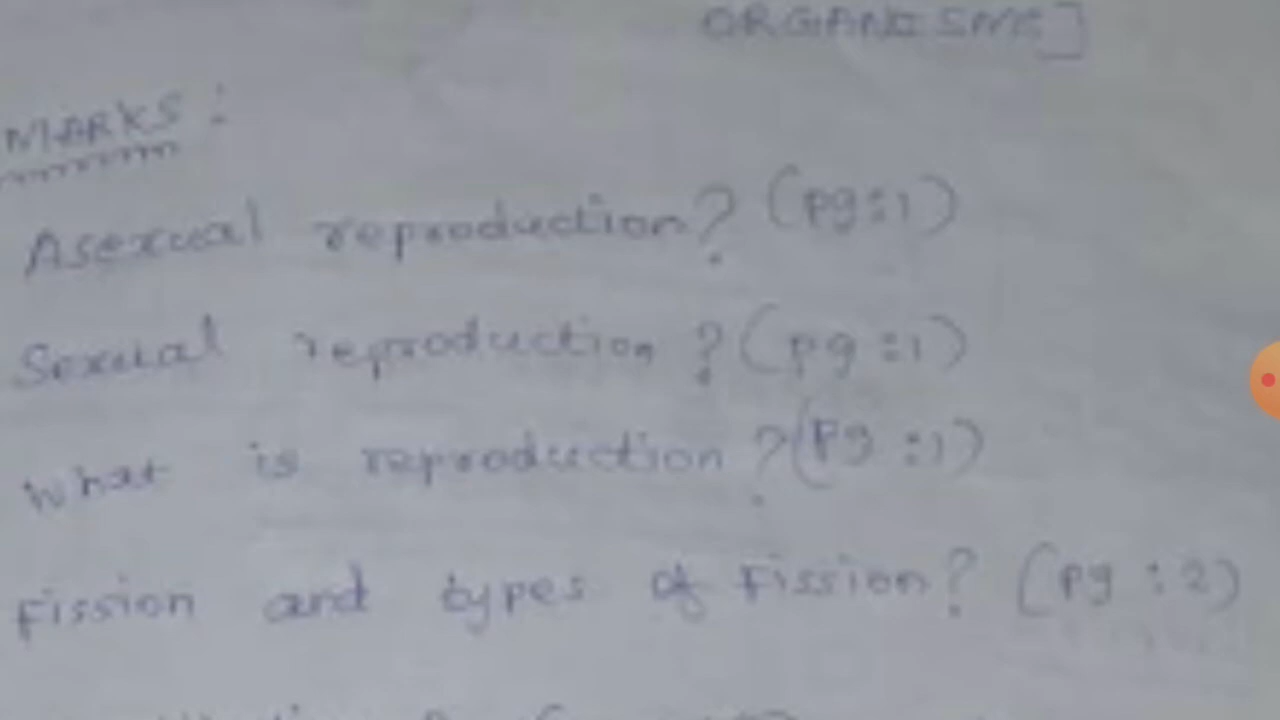 ORGANISMS]
MARKS:
Asexual reproduction? (pg:1)
Sexual reproduction? (pg:1)
What is reproduction? (pg:1)
Fission and types of Fission? (pg:2)